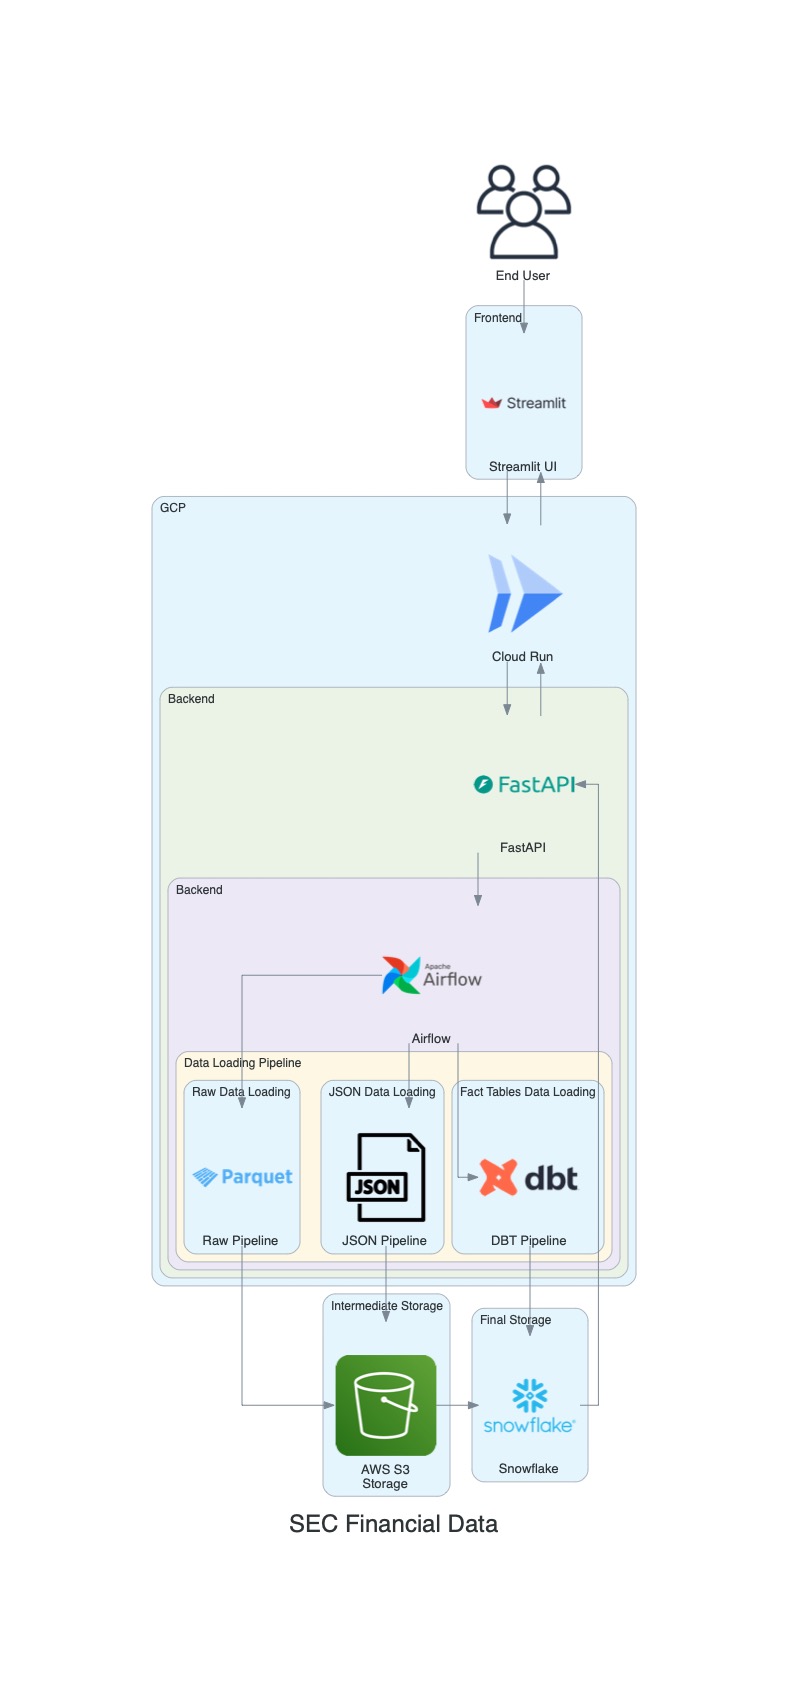 End User
Frontend
Streamlit
Streamlit UI
GCP
Cloud Run
Backend
FastAPI
FastAPI
Backend
Apache
Airflow
Airflow
Data Loading Pipeline
Raw Data Loading
JSON Data Loading
Fact Tables Data Loading
Parquet
JSON
dbt
Raw Pipeline
JSON Pipeline
DBT Pipeline
Intermediate Storage
Final Storage
snowflake®
AWS S3
Storage
Snowflake
SEC Financial Data